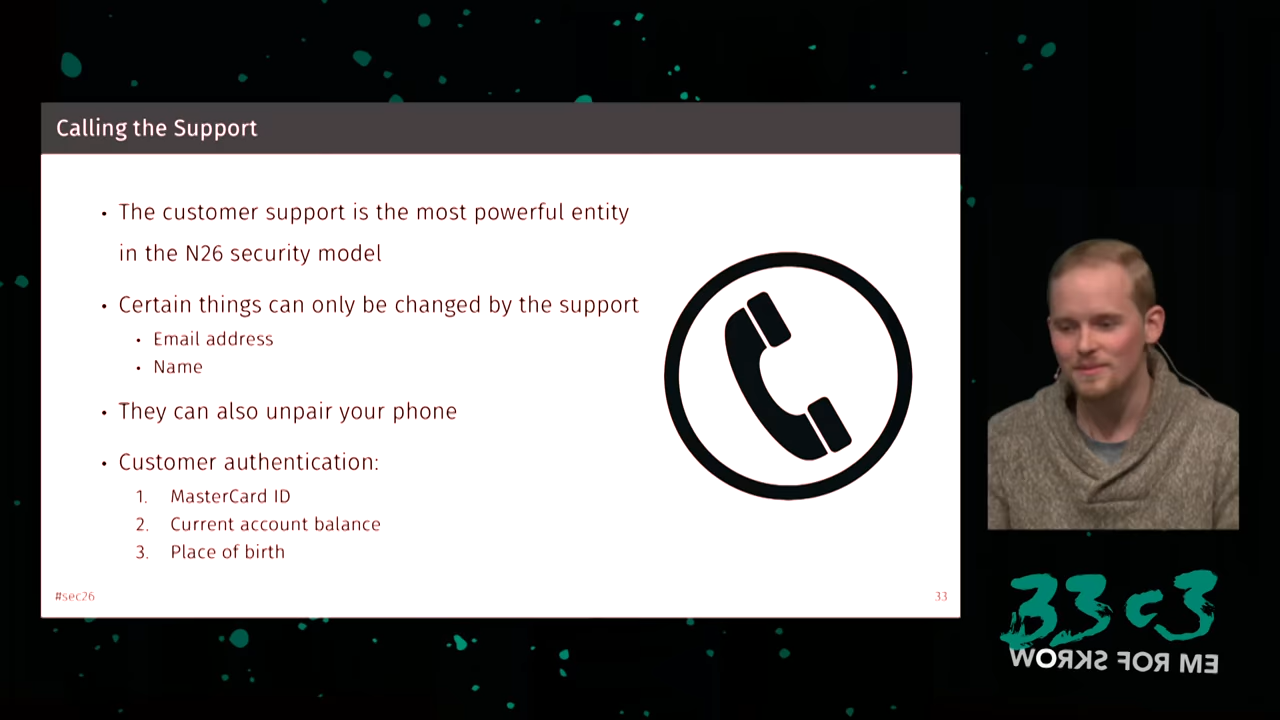 Calling the Support
• The customer support is the most powerful entity
in the N26 security model
• Certain things can only be changed by the support
• Email address
• Name
• They can also unpair your phone
• Customer authentication:
1. MasterCard ID
2. Current account balance
3. Place of birth
#sec26
33
33c3
WORKS FOR ME